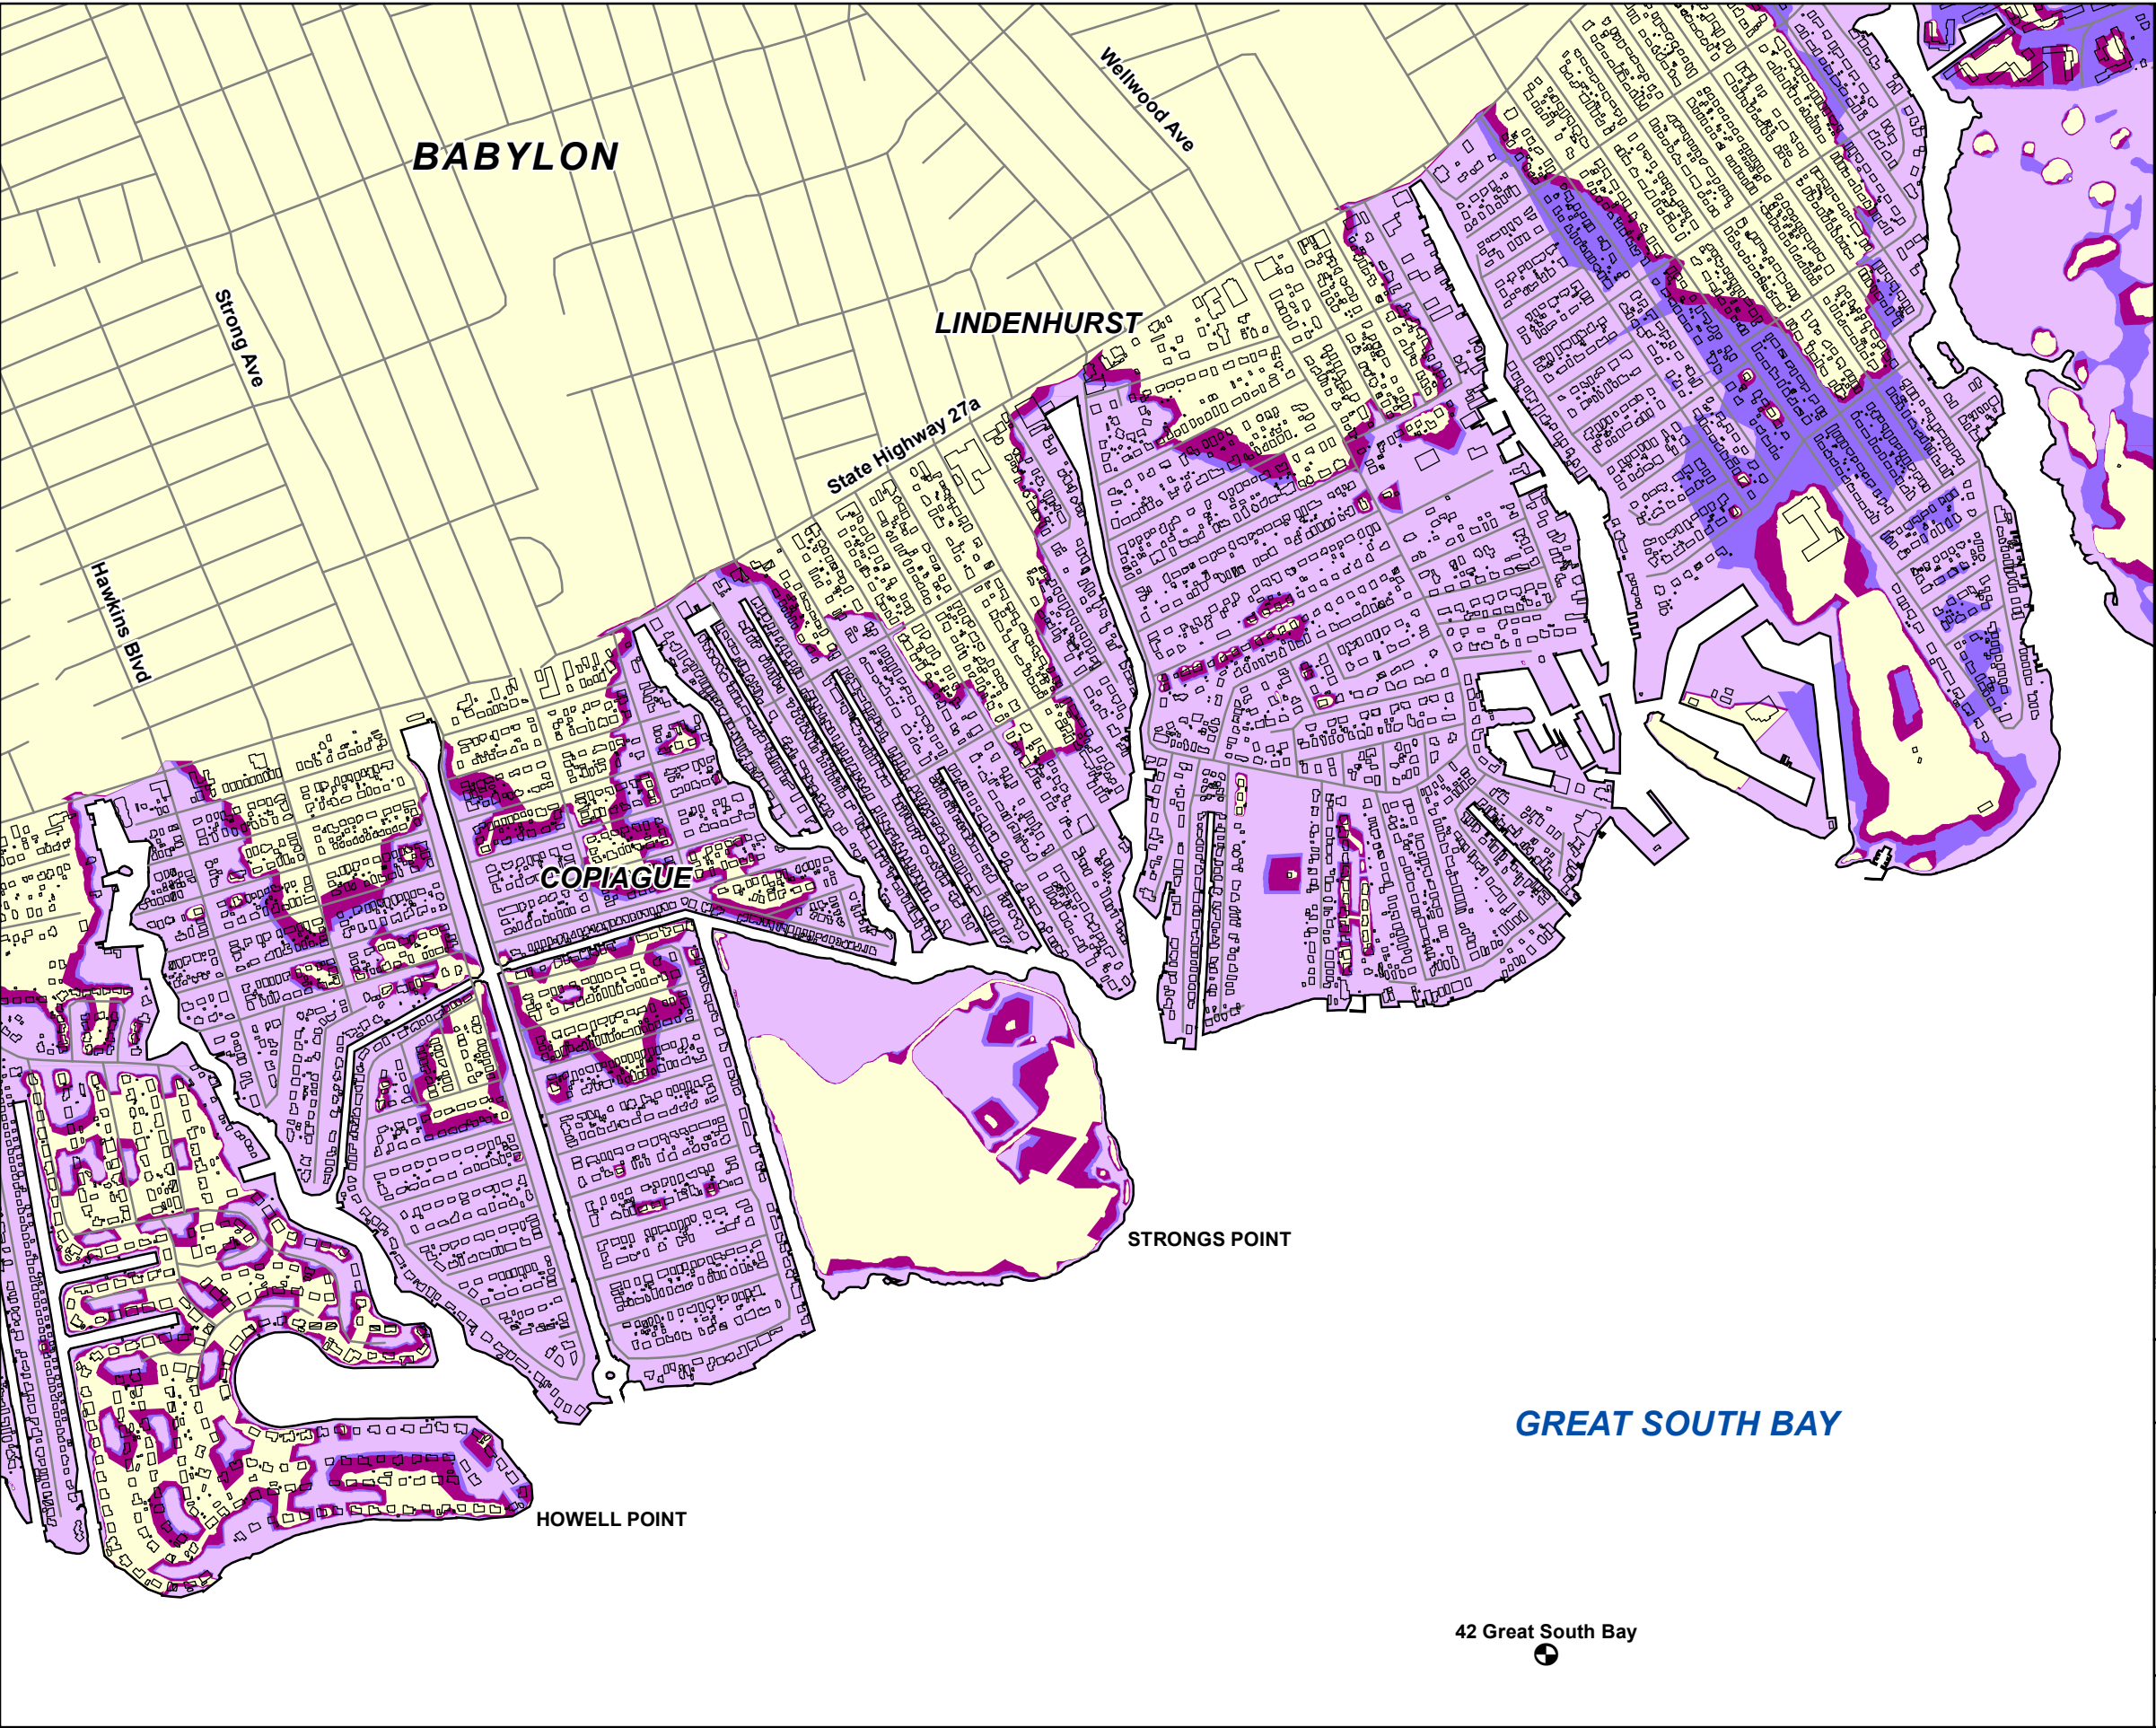 Wellwood Ave
BABYLON
LINDENHURST
Strong Ave
State Highway 27a
Hawkins Blvd
COPIAGUE
STRONGS POINT
GREAT SOUTH BAY
HOWELL POINT
42 Great South Bay